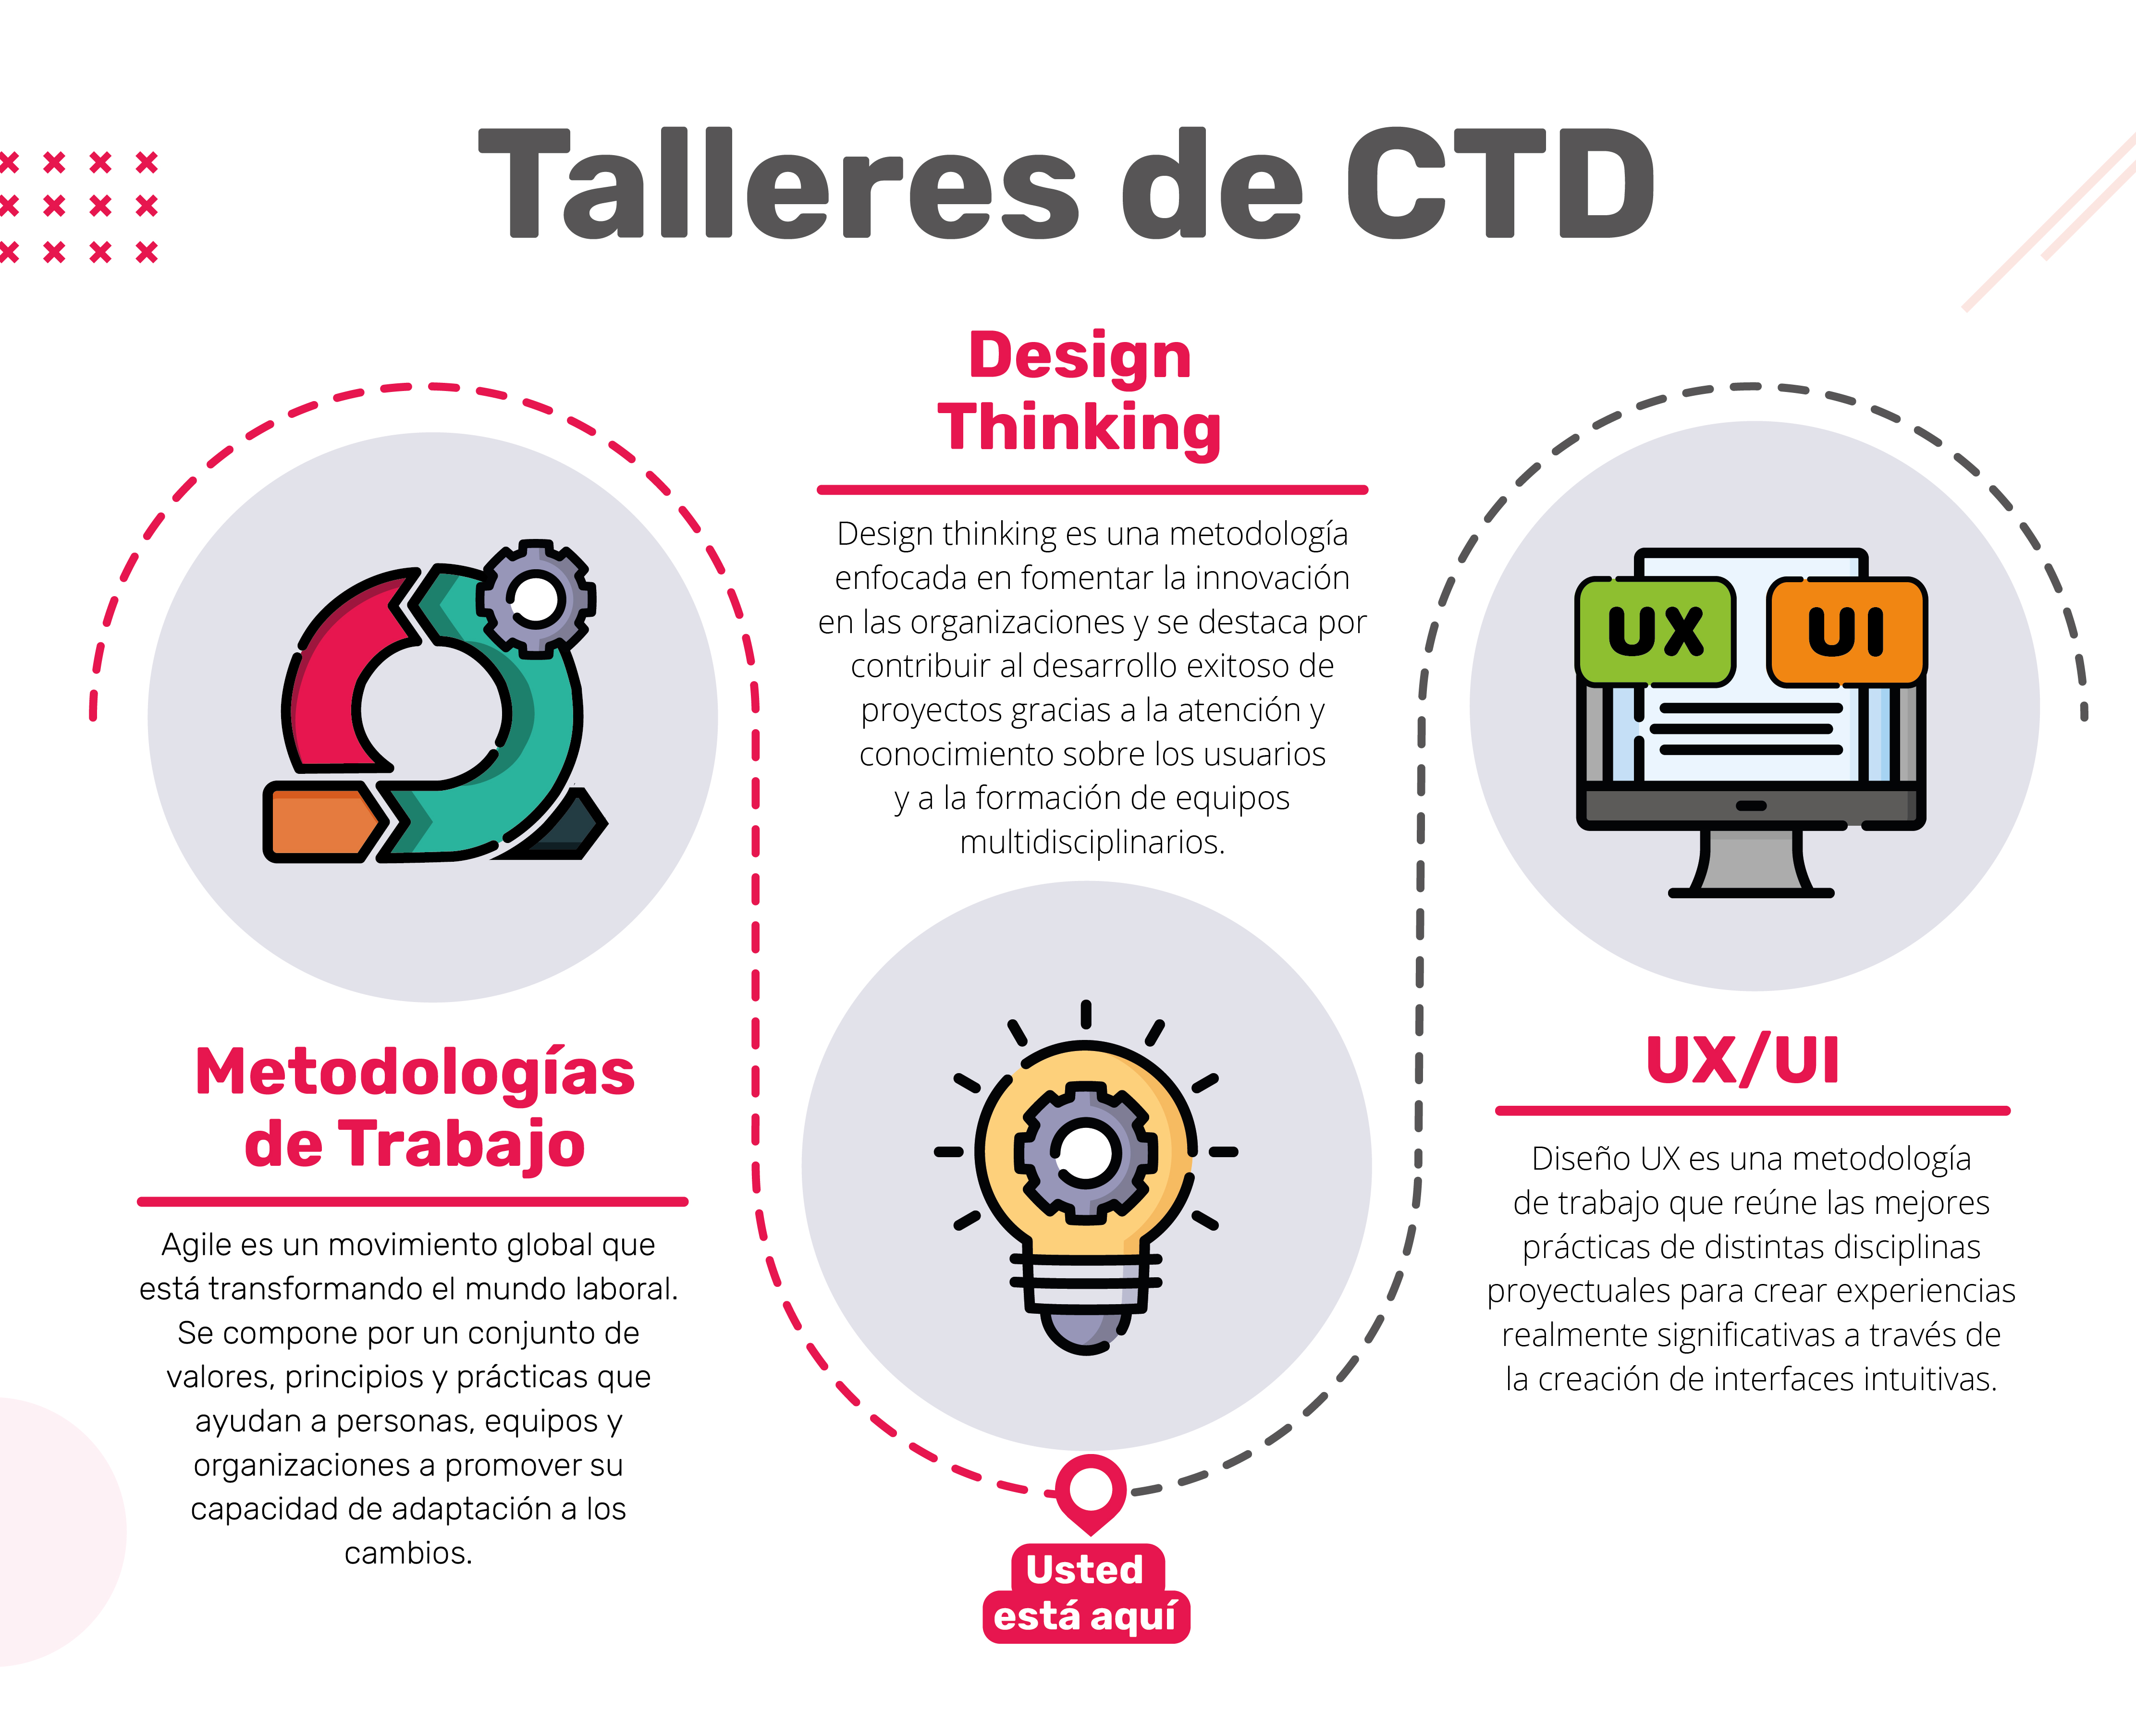 Talleres de CTD
Metodologías
de Trabajo
Agile es un movimiento global que
está transformando el mundo laboral.
Se compone por un conjunto de
valores, principios y prácticas que
ayudan a personas, equipos y
organizaciones a promover su
capacidad de adaptación a los
cambios.
Design
Thinking
Design thinking es una metodología
enfocada en fomentar la innovación
en las organizaciones y se destaca por
contribuir al desarrollo exitoso de
proyectos gracias a la atención y
conocimiento sobre los usuarios
y a la formación de equipos
multidisciplinarios.
Usted
está aquí
UX
UI
UX/UI
Diseño UX es una metodología
de trabajo que reúne las mejores
prácticas de distintas disciplinas
proyectuales para crear experiencias
realmente significativas a través de
la creación de interfaces intuitivas.